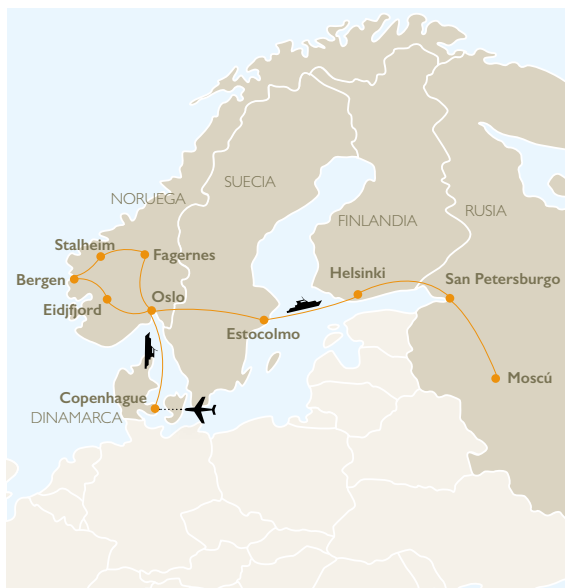 SUECIA
NORUEGA
RUSIA
FINLANDIA
Stalheim
Fagernes
Bergen
Helsinki
San Petersburgo
Eidjfjord
Oslo
Estocolmo
Moscú
Copenhague
DINAMARCA